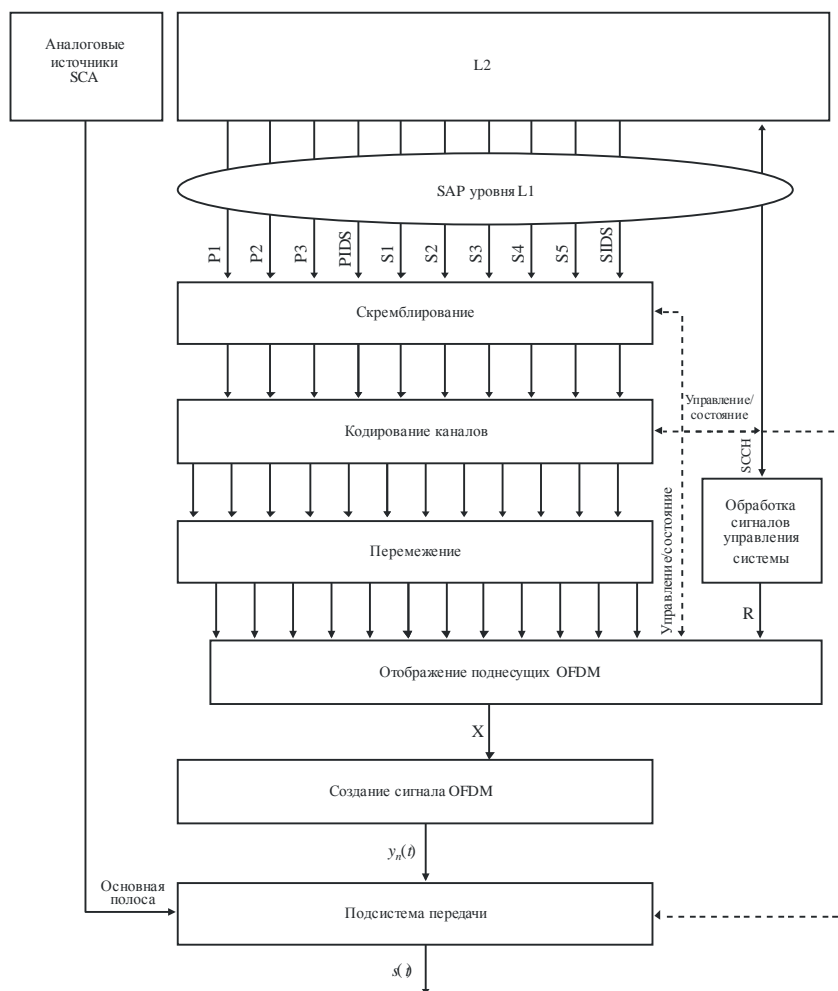 Аналоговые
источники
SCA
L2
SAP уровня L1
P1
P2
P3
PIDS
S1
S2
S3
S4
S5
SIDS
Скремблирование
Управление/
состояние
Кодирование каналов
SCCH
Обработка
сигналов
управления
системы
Перемежение
Управление/состояние
R
Отображение поднесущих OFDM
X
Создание сигнала OFDM
yn(t)
Основная
полоса
Подсистема передачи
s(t)